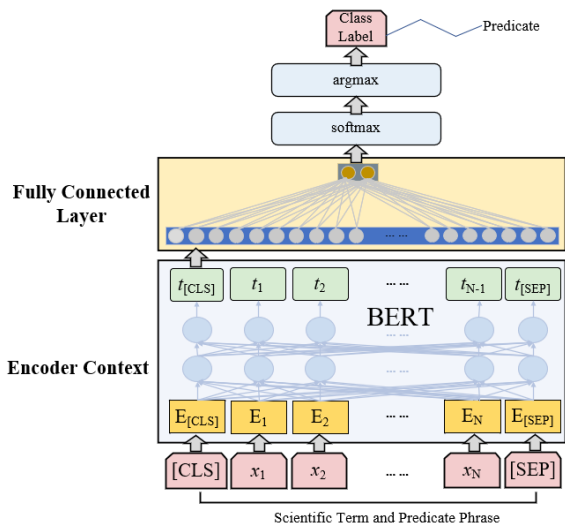 Class
Label
Predicate
argmax
softmax
Fully Connected
Layer
... ...
t[CLS] t1 t2 ... ... tN-1 t[SEP]
BERT
... ...
Encoder Context
... ...
E[CLS] E1 E2 ... ... EN E[SEP]
[CLS] x1 x2 ... ... xN [SEP]
Scientific Term and Predicate Phrase